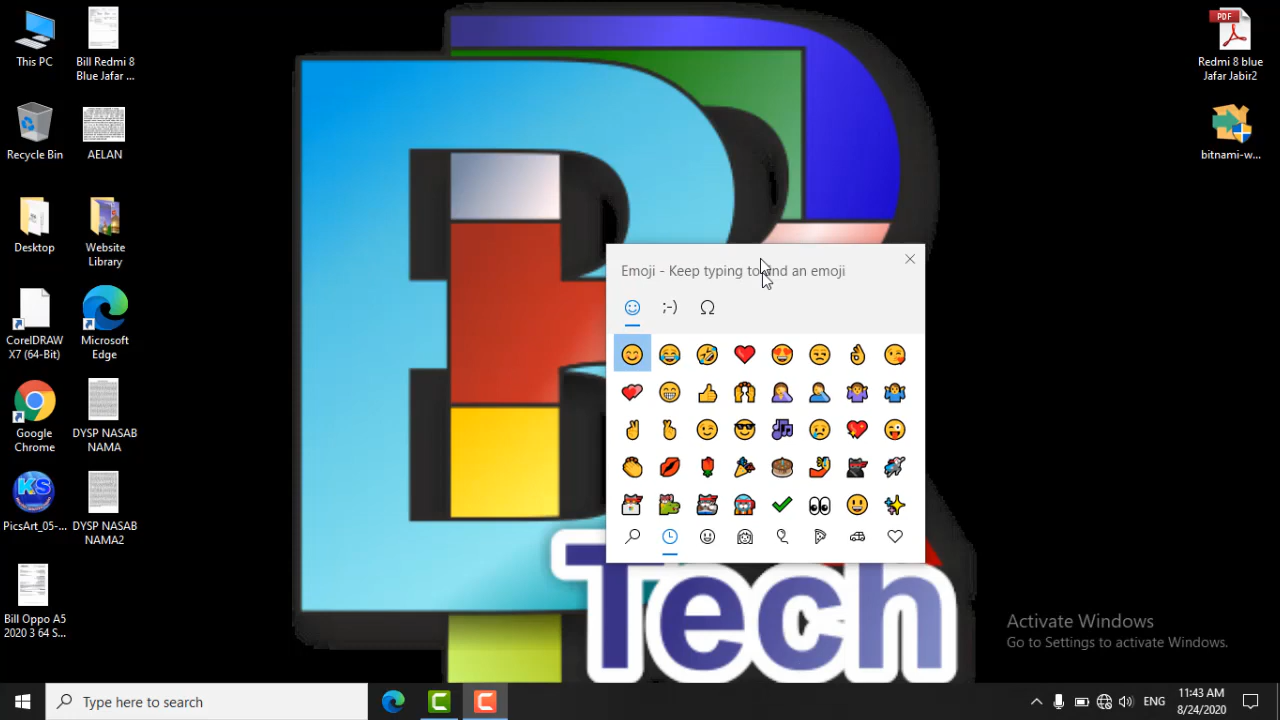 This PC
Bill Redmi 8
Blue Jafar ...
Recycle Bin
AELAN
Desktop
Website
Library
CorelDRAW
X7 (64-Bit)
Microsoft
Edge
Google
Chrome
DYSP NASAB
NAMA
KS
PicsArt_05-...
DYSP NASAB
NAMA2
Bill Oppo A5
2020 3 64 S...
PDF
Redmi 8 blue
Jafar Jabir2
bitnami-w...
Emoji - Keep typing to find an emoji
;-)
Ω
Tech
Activate Windows
Go to Settings to activate Windows.
Type here to search
ENG
11:43 AM
8/24/2020